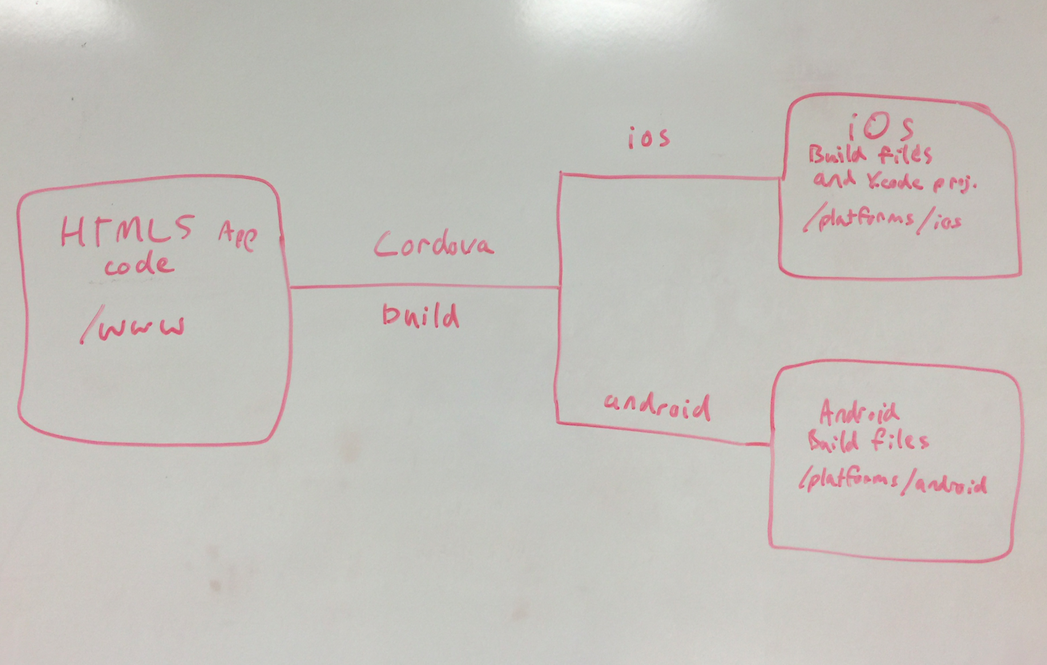 HTML5 App
code
/www
Cordova
build
ios
android
iOS
Build files
and Xcode proj.
/platforms/ios
Android
Build files
/platforms/android